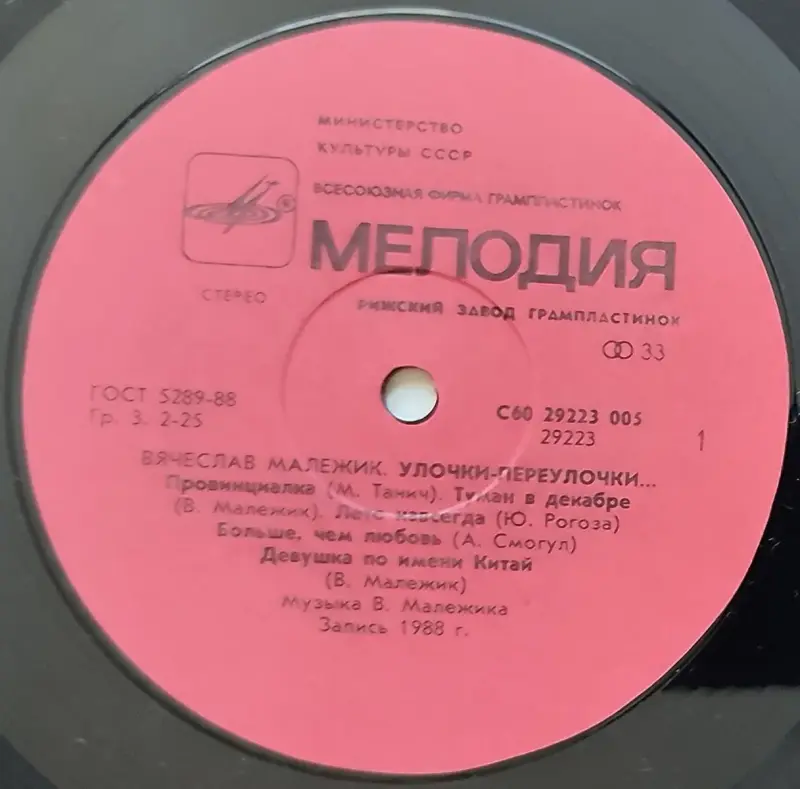 МИНИСТЕРСТВО
КУЛЬТУРЫ СССР
ВСЕСОЮЗНАЯ ФИРМА ГРАМПЛАСТИНОК
МЕЛОДИЯ
СТЕРЕО
РИЖСКИЙ ЗАВОД ГРАМПЛАСТИНОК
33
ГОСТ 5289-88
Гр. 3. 2-25
С60 29223 005
29223
1
ВЯЧЕСЛАВ МАЛЕЖИК. УЛОЧКИ-ПЕРЕУЛОЧКИ...
Провинциалка (М. Танич). Туман в декабре
(В. Малежик). Лето навсегда (Ю. Рогоза)
Больше, чем любовь (А. Смогул)
Девушка по имени Китай
(В. Малежик)
Музыка В. Малежика
Запись 1988 г.